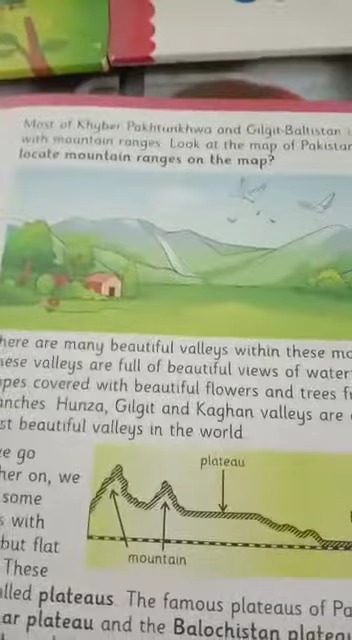 Most of Khyber Pakhtunkhwa and Gilgit-Baltistan
with mountain ranges. Look at the map of Pakistan
locate mountain ranges on the map?
here are many beautiful valleys within these mo
hese valleys are full of beautiful views of water
opes covered with beautiful flowers and trees f
anches. Hunza, Gilgit and Kaghan valleys are
st beautiful valleys in the world
e go
her on, we
some
s with
but flat
These
plateau
mountain
alled plateaus. The famous plateaus of Pa
ar plateau and the Balochistan platea